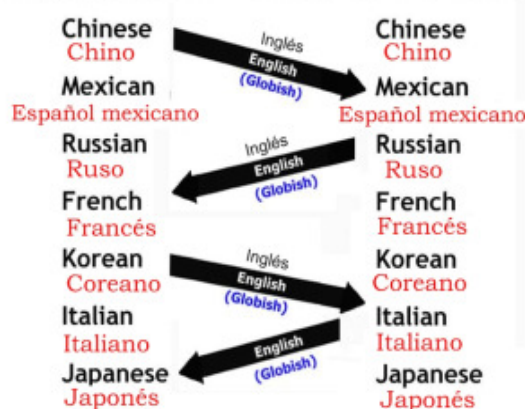 Chinese
Chino
Mexican
Español mexicano
Russian
Ruso
French
Francés
Korean
Coreano
Italian
Italiano
Japanese
Japonés
Inglés
English
(Globish)
Inglés
English
(Globish)
Inglés
English
(Globish)
English
(Globish)
Chinese
Chino
Mexican
Español mexicano
Russian
Ruso
French
Francés
Korean
Coreano
Italian
Italiano
Japanese
Japonés